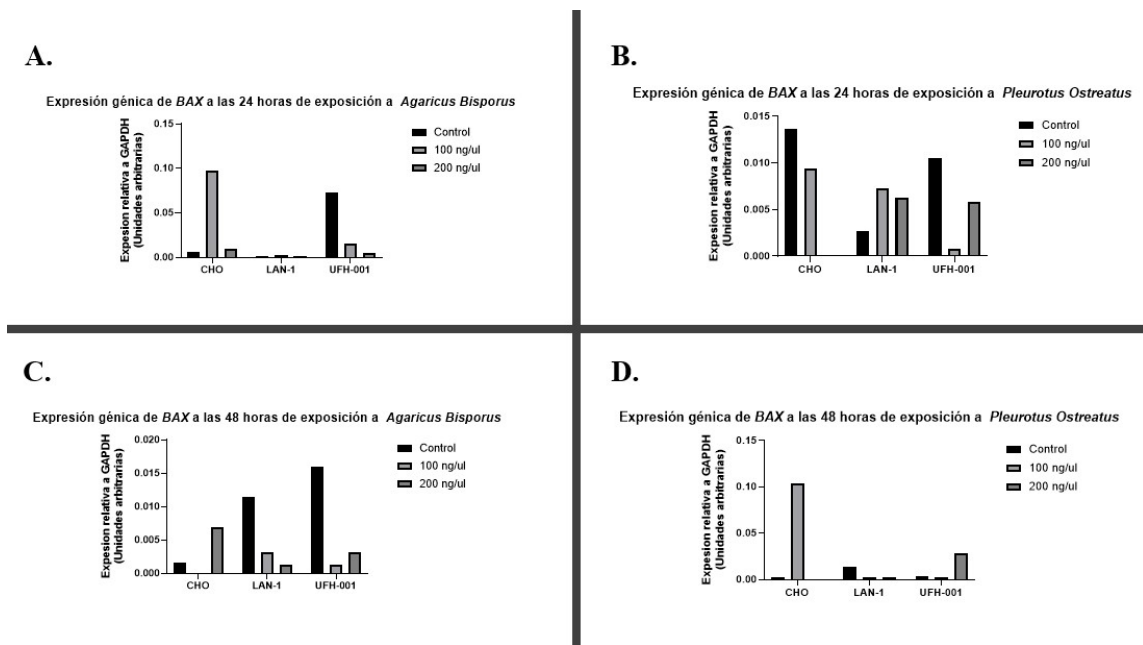 A.
Expresión génica de BAX a las 24 horas de exposición a Agaricus Bisporus
Expesion relativa a GAPDH
(Unidades arbitrarias)
0.15
0.10
0.05
0.00
CHO
LAN-1
UFH-001
Control
100 ng/ul
200 ng/ul
B.
Expresión génica de BAX a las 24 horas de exposición a Pleurotus Ostreatus
Expesion relativa a GAPDH
(Unidades arbitrarias)
0.015
0.010
0.005
0.000
CHO
LAN-1
UFH-001
Control
100 ng/ul
200 ng/ul
C.
Expresión génica de BAX a las 48 horas de exposición a Agaricus Bisporus
Expesion relativa a GAPDH
(Unidades arbitrarias)
0.020
0.015
0.010
0.005
0.000
CHO
LAN-1
UFH-001
Control
100 ng/ul
200 ng/ul
D.
Expresión génica de BAX a las 48 horas de exposición a Pleurotus Ostreatus
Expesion relativa a GAPDH
(Unidades arbitrarias)
0.15
0.10
0.05
0.00
CHO
LAN-1
UFH-001
Control
100 ng/ul
200 ng/ul